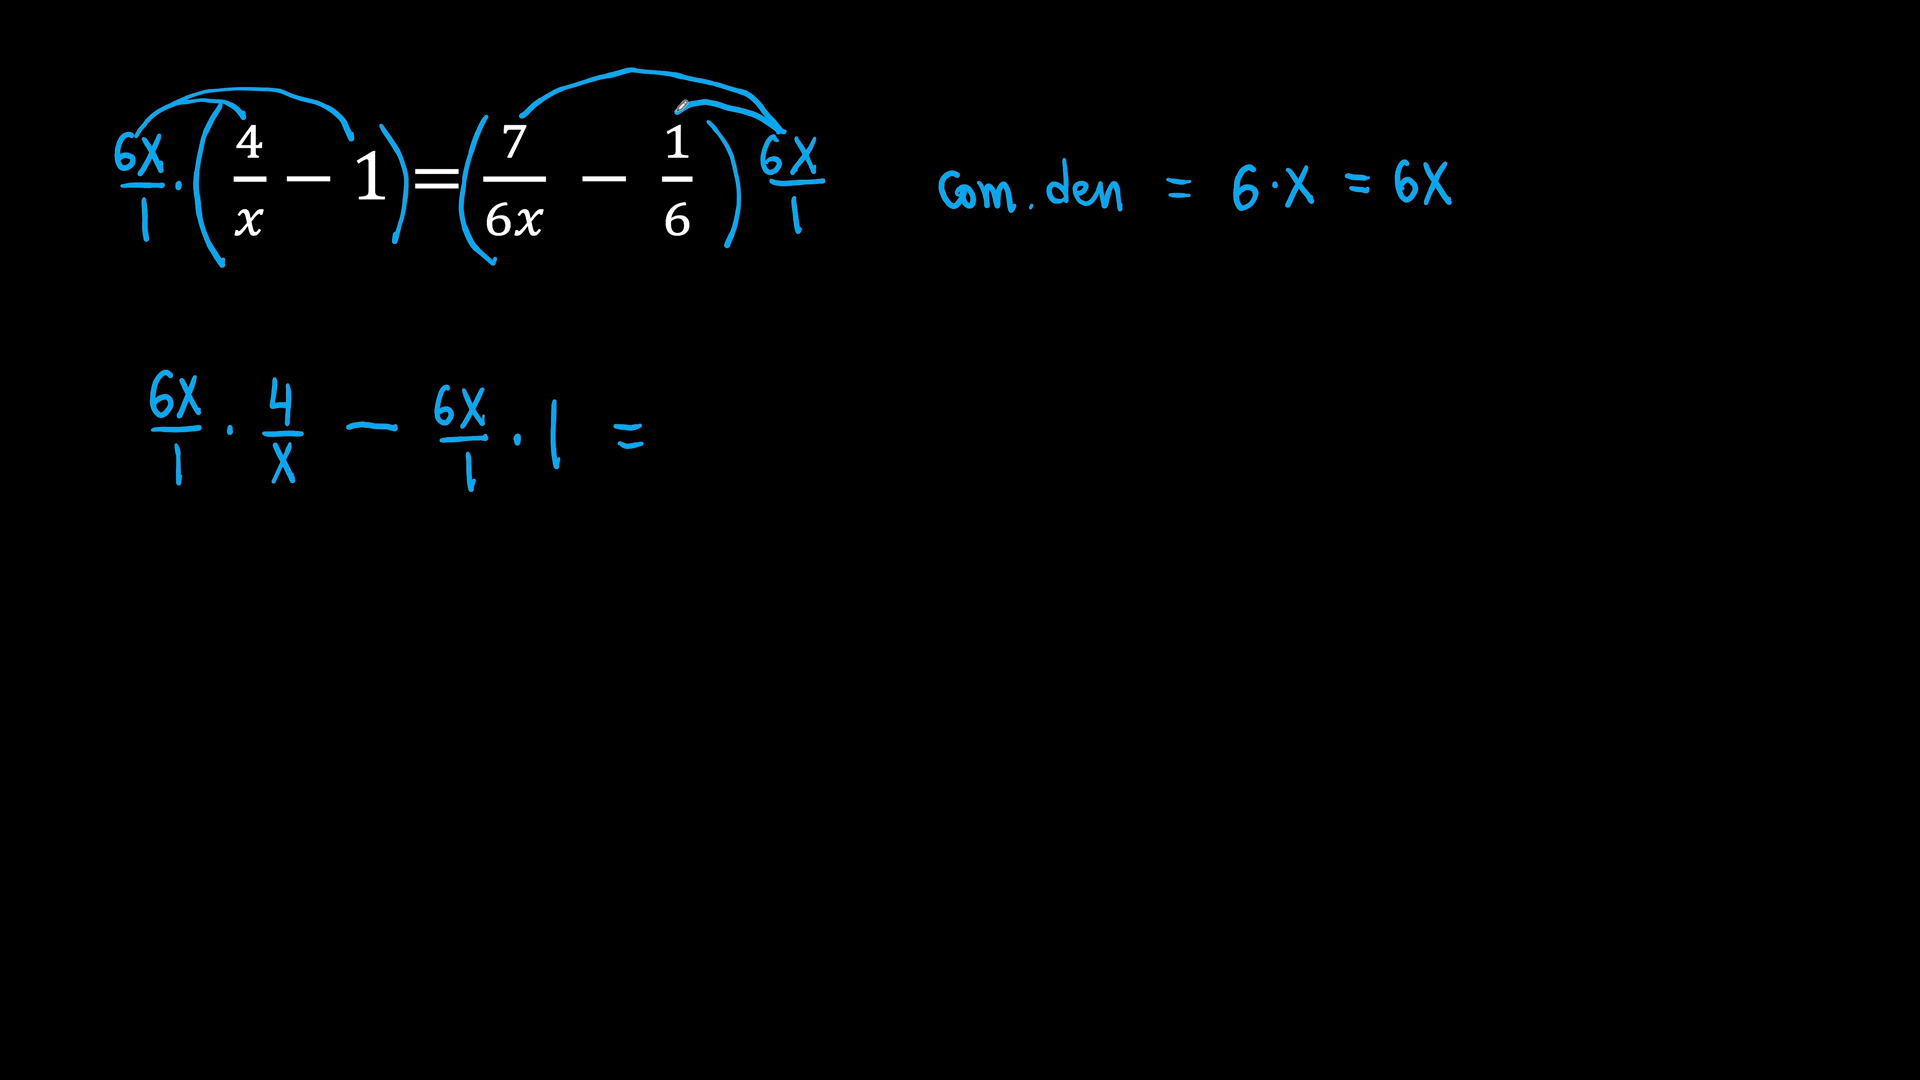 6x/1 · (4/x − 1) = (7/6x − 1/6) 6x/1 com. den = 6·x = 6x
6x/1 · 4/x − 6x/1 · 1 =